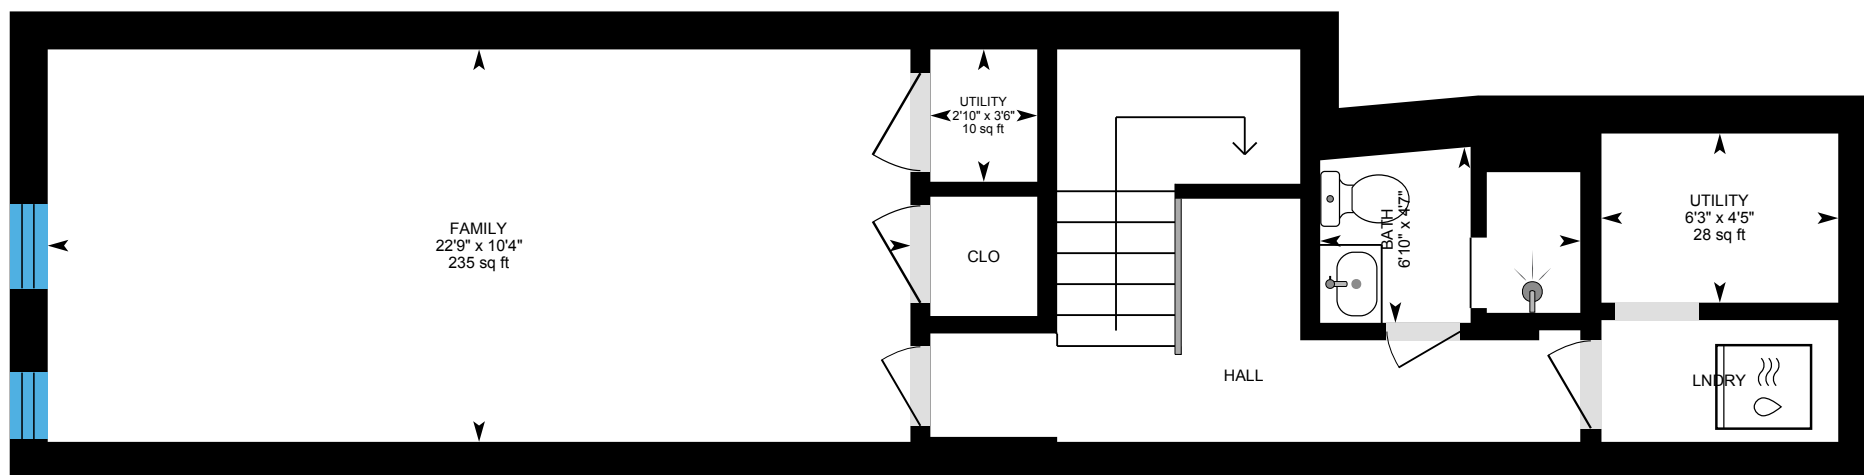 FAMILY
22'9" x 10'4"
235 sq ft
UTILITY
2'10" x 3'6"
10 sq ft
CLO
HALL
BATH
6'10" x 4'7"
UTILITY
6'3" x 4'5"
28 sq ft
LNDRY